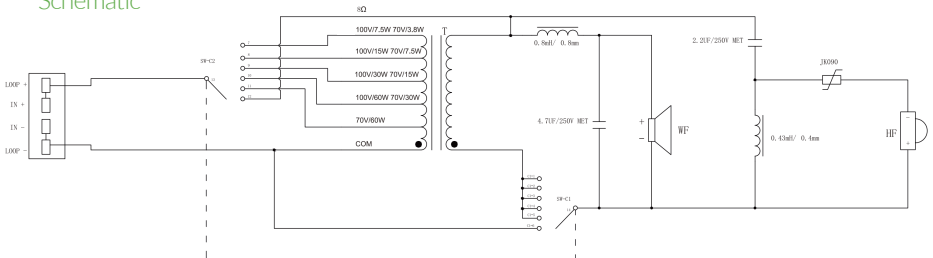 Schematic
8Ω
100V/7.5W 70V/3.8W
100V/15W 70V/7.5W
100V/30W 70V/15W
100V/60W 70V/30W
70V/60W
COM
T
0.8mH/ 0.8mm
2.2UF/250V MET
JK090
SW-C2
LOOP +
IN +
IN -
LOOP -
4.7UF/250V MET
+
-
WF
0.43mH/ 0.4mm
HF
-
+
SW-C1